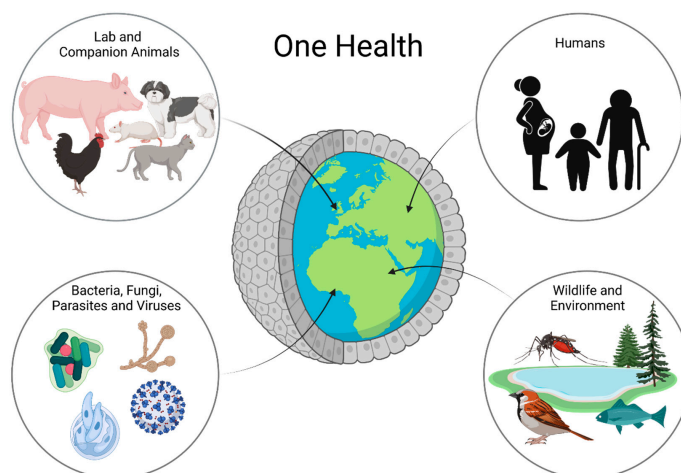 Lab and
Companion Animals
One Health
Humans
Bacteria, Fungi,
Parasites and Viruses
Wildlife and
Environment